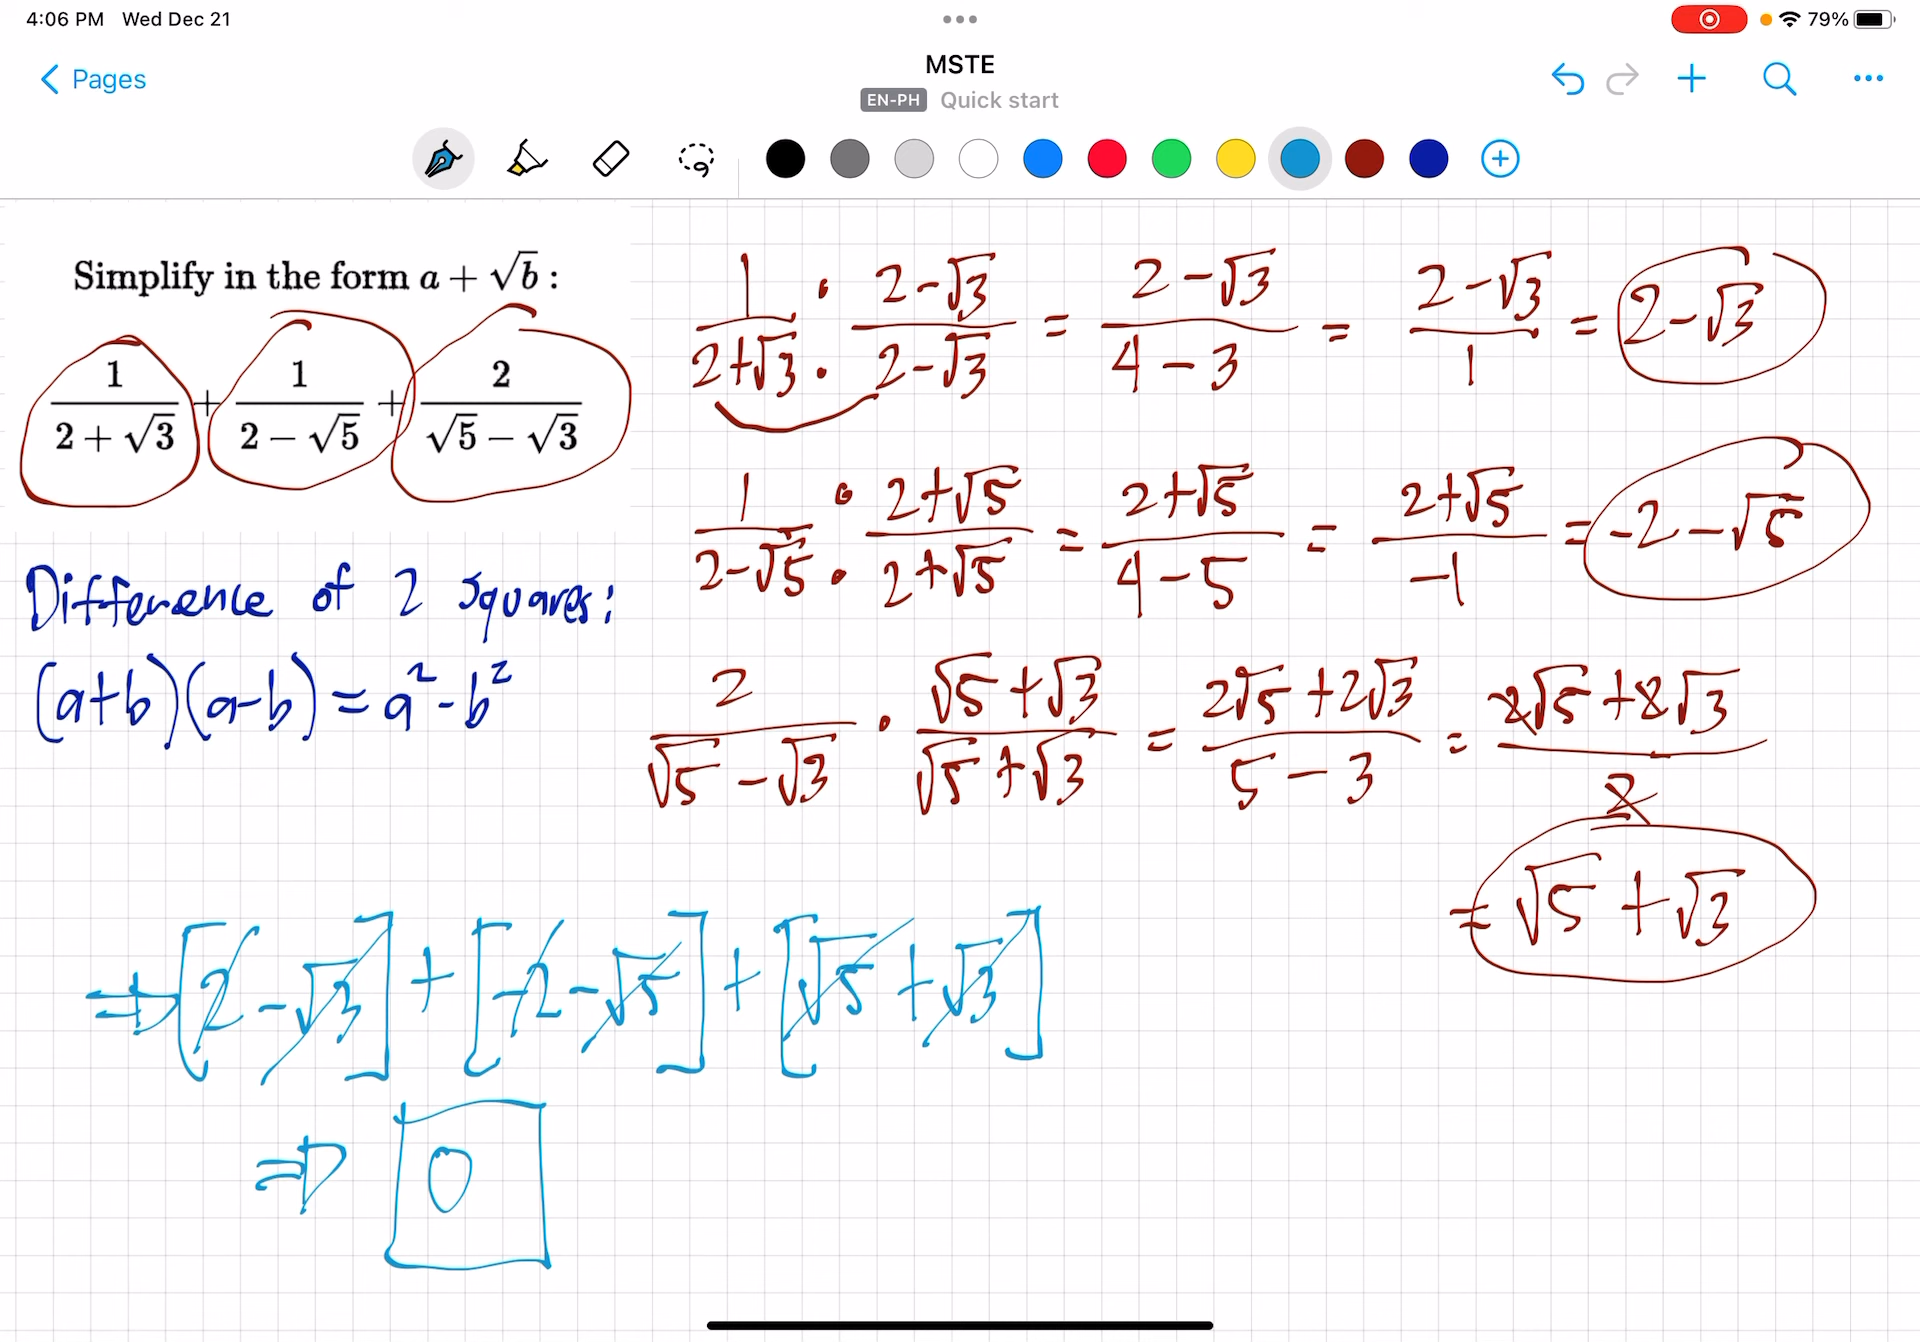 4:06 PM Wed Dec 21
79%
Pages
MSTE
EN-PH Quick start
Simplify in the form a + √b :
1/(2 + √3) + 1/(2 − √5) + 2/(√5 − √3)
Difference of 2 squares:
(a+b)(a-b) = a² - b²
1/(2+√3) · (2-√3)/(2-√3) = (2-√3)/(4-3) = (2-√3)/1 = 2-√3
1/(2-√5) · (2+√5)/(2+√5) = (2+√5)/(4-5) = (2+√5)/-1 = -2-√5
2/(√5-√3) · (√5+√3)/(√5+√3) = (2√5+2√3)/(5-3) = (2√5+2√3)/2
= √5+√3
⇒ [2-√3] + [-2-√5] + [√5+√3]
⇒ 0